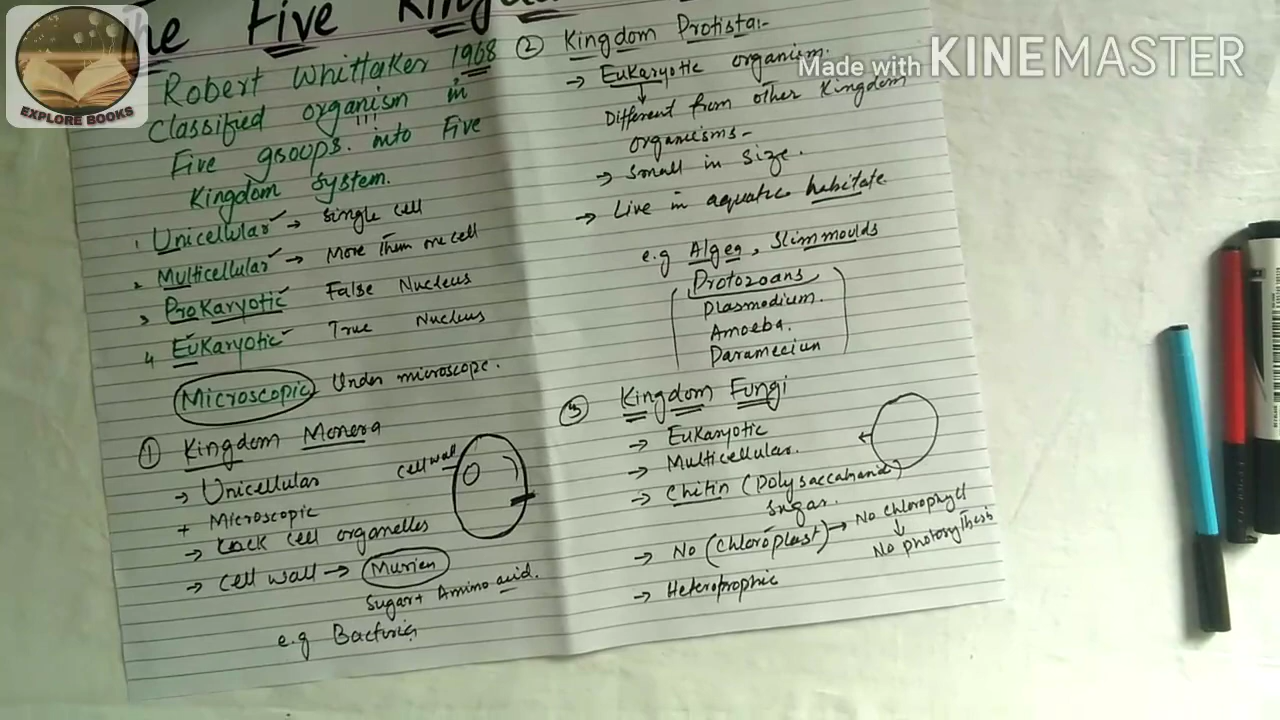 The Five
EXPLORE BOOKS
Made with KINEMASTER
Robert Whittaker 1968
Classified organism in
Five groups. into Five
Kingdom system.
1 Unicellular → single cell
2 Multicellular → More Them one cell
3 Prokaryotic False Nucleus
4 Eukaryotic True Nucleus
Microscopic Under microscope.
① Kingdom Monera
→ Unicellular
+ Microscopic
→ Lack cell organelles
→ Cell wall → Murien
Sugar + Amino acid.
e.g Bacteria
cell wall
② Kingdom Protista:-
→ Eukaryotic organism.
Different from other Kingdom
organisms-
→ Small in size.
→ Live in aquatic habitate
e.g Algea, Slimmoulds
Protozoans
Plasmodium.
Amoeba.
Paramecium
③ Kingdom Fungi
→ Eukaryotic
→ Multicellular.
→ Chitin (Polysaccahride)
sugar.
→ No (Chloroplast) → No chlorophyll
No photosynthesis
→ Heterotrophic